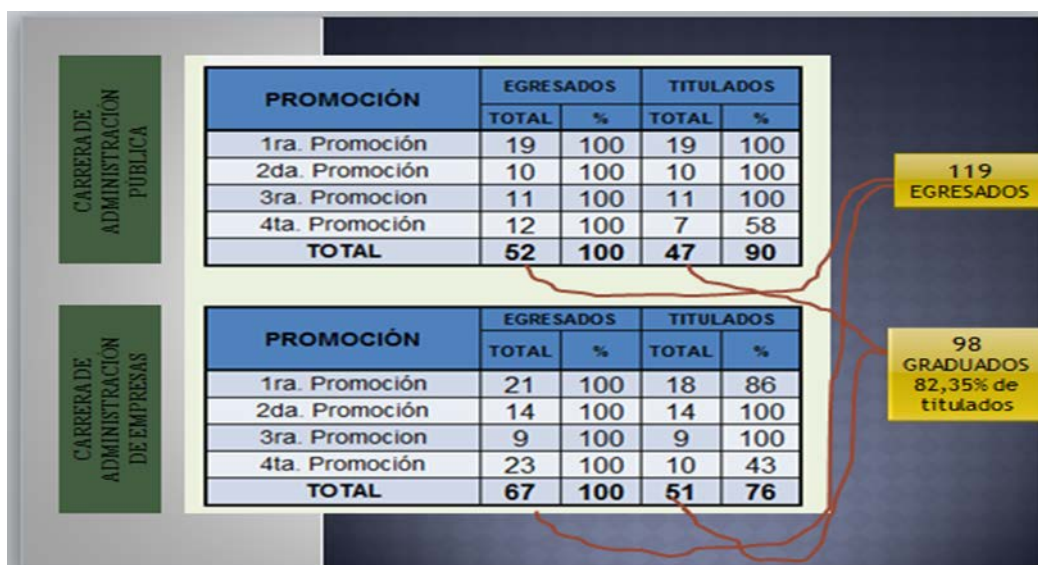 CARRERA DE
ADMINISTRACIÓN
PÚBLICA
PROMOCIÓN EGRESADOS TITULADOS
TOTAL % TOTAL %
1ra. Promoción 19 100 19 100
2da. Promoción 10 100 10 100
3ra. Promocion 11 100 11 100
4ta. Promoción 12 100 7 58
TOTAL 52 100 47 90
119
EGRESADOS
CARRERA DE
ADMINISTRACIÓN
DE EMPRESAS
PROMOCIÓN EGRESADOS TITULADOS
TOTAL % TOTAL %
1ra. Promoción 21 100 18 86
2da. Promoción 14 100 14 100
3ra. Promocion 9 100 9 100
4ta. Promoción 23 100 10 43
TOTAL 67 100 51 76
98
GRADUADOS
82,35% de
titulados